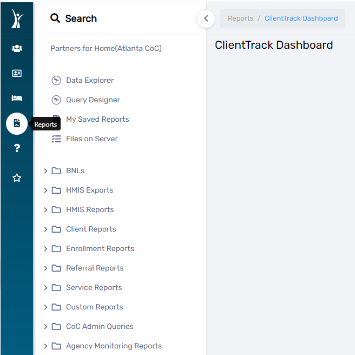 Search
Reports / ClientTrack Dashboard
Partners for Home(Atlanta CoC)
ClientTrack Dashboard
Data Explorer
Query Designer
Reports
My Saved Reports
Files on Server
?
BNLs
HMIS Exports
HMIS Reports
Client Reports
Enrollment Reports
Referral Reports
Service Reports
Custom Reports
CoC Admin Queries
Agency Monitoring Reports